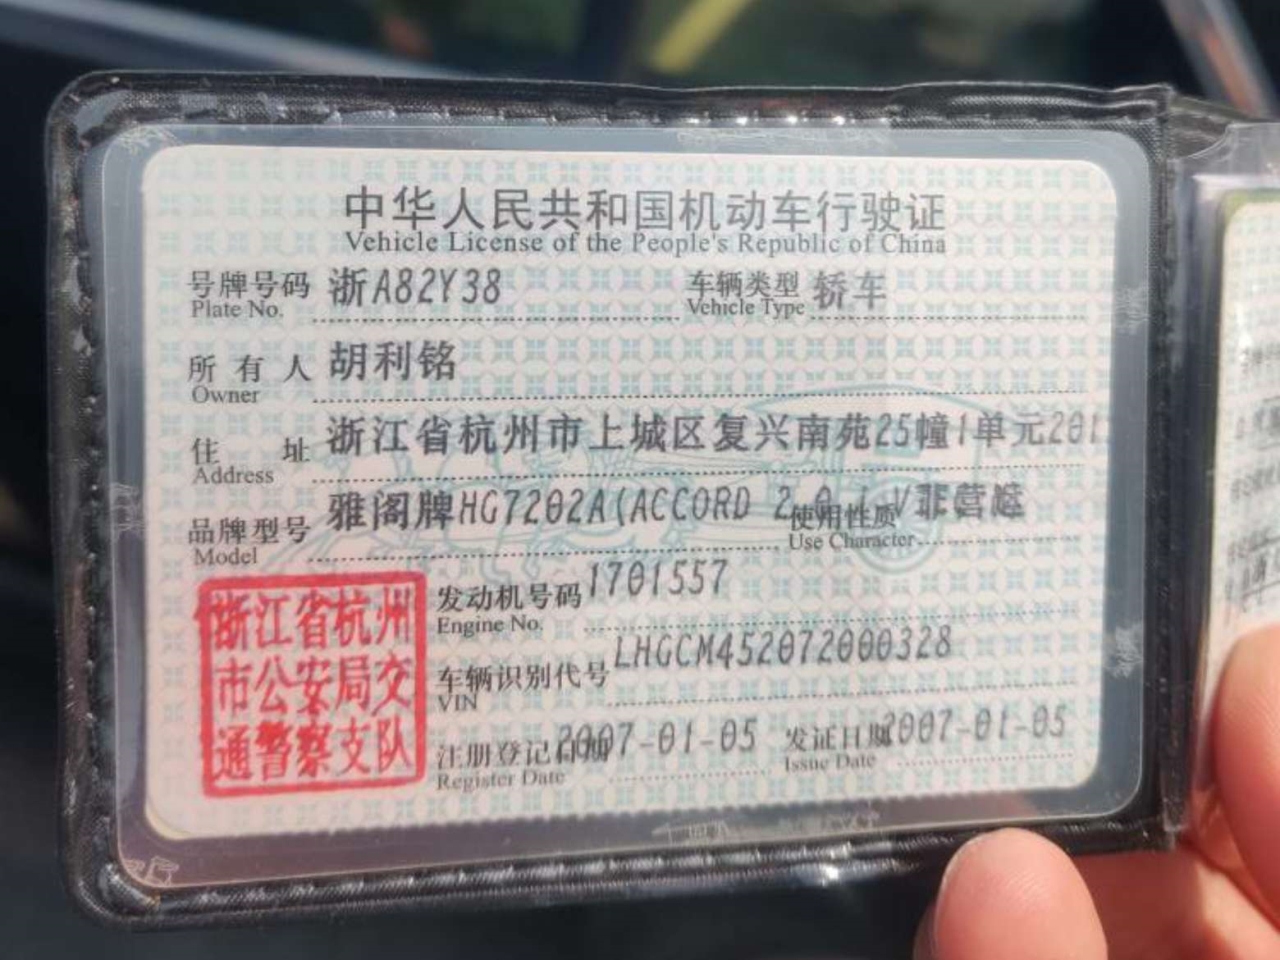 中华人民共和国机动车行驶证
Vehicle License of the People's Republic of China
号牌号码 浙A82Y38 车辆类型 轿车
Plate No. Vehicle Type
所有人 胡利铭
Owner
住址 浙江省杭州市上城区复兴南苑25幢1单元201
Address
品牌型号 雅阁牌HG7202A(ACCORD 2.0 i-V 使用性质 非营运
Model Use Character
发动机号码 1701557
Engine No.
车辆识别代号 LHGCM452072000328
VIN
注册登记日期 2007-01-05 发证日期 2007-01-05
Register Date Issue Date
浙江省杭州
市公安局交
通警察支队